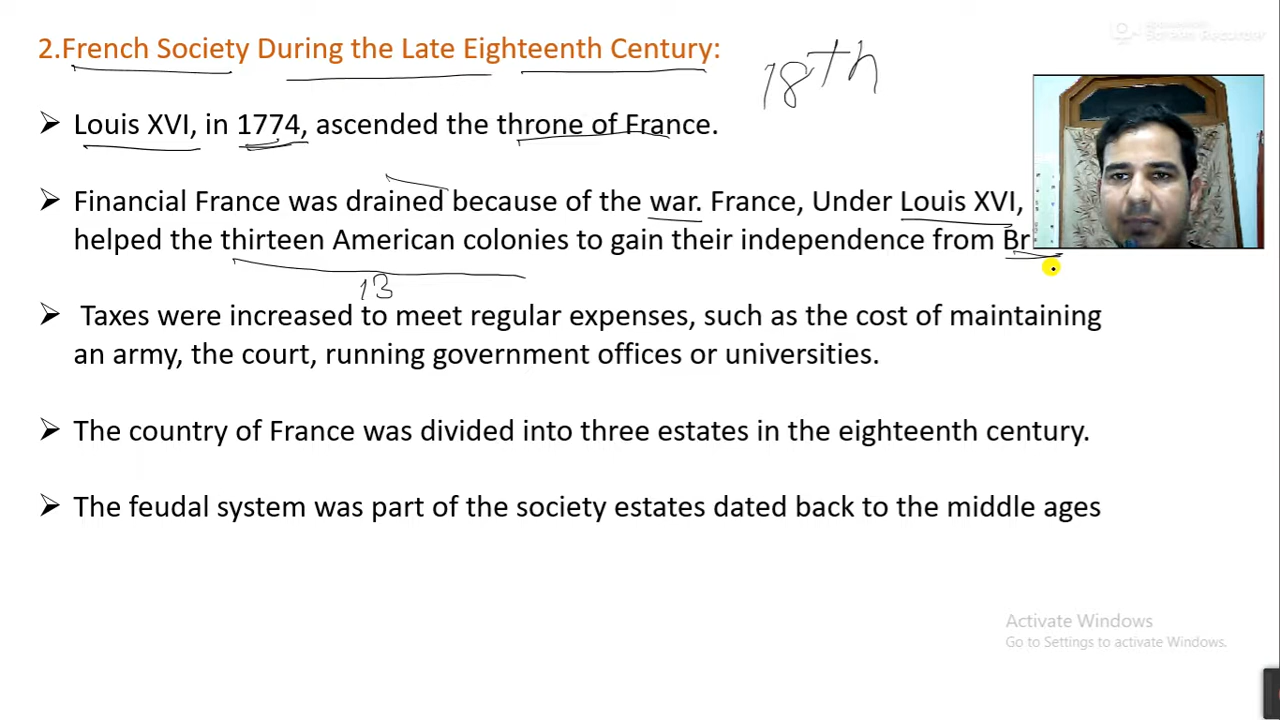 2.French Society During the Late Eighteenth Century:
18th
Louis XVI, in 1774, ascended the throne of France.
Financial France was drained because of the war. France, Under Louis XVI,
helped the thirteen American colonies to gain their independence from Br
13
Taxes were increased to meet regular expenses, such as the cost of maintaining
an army, the court, running government offices or universities.
The country of France was divided into three estates in the eighteenth century.
The feudal system was part of the society estates dated back to the middle ages
Activate Windows
Go to Settings to activate Windows.
Screen Recorder